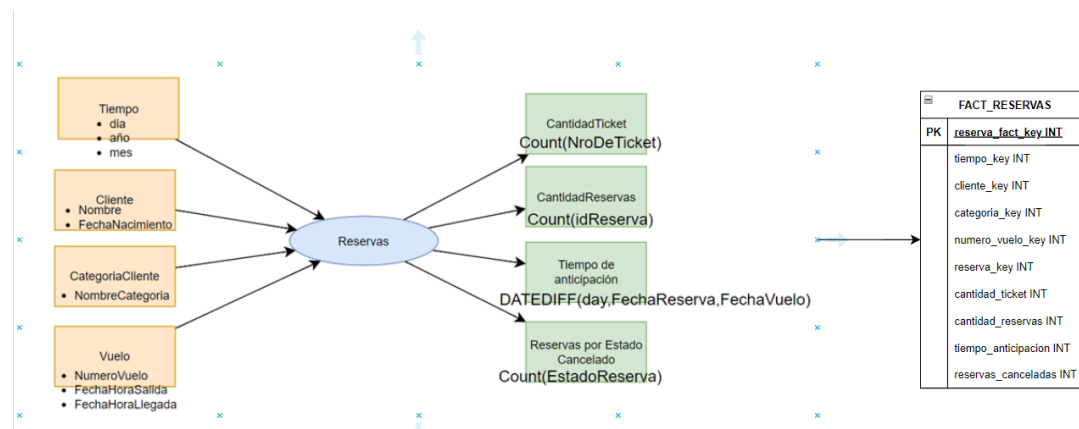 Tiempo
dia
año
mes
Cliente
Nombre
FechaNacimiento
CategoriaCliente
NombreCategoria
Vuelo
NumeroVuelo
FechaHoraSalida
FechaHoraLlegada
Reservas
CantidadTicket
Count(NroDeTicket)
CantidadReservas
Count(idReserva)
Tiempo de
anticipación
DATEDIFF(day,FechaReserva,FechaVuelo)
Reservas por Estado
Cancelado
Count(EstadoReserva)
FACT_RESERVAS
PK reserva_fact_key INT
tiempo_key INT
cliente_key INT
categoria_key INT
numero_vuelo_key INT
reserva_key INT
cantidad_ticket INT
cantidad_reservas INT
tiempo_anticipacion INT
reservas_canceladas INT